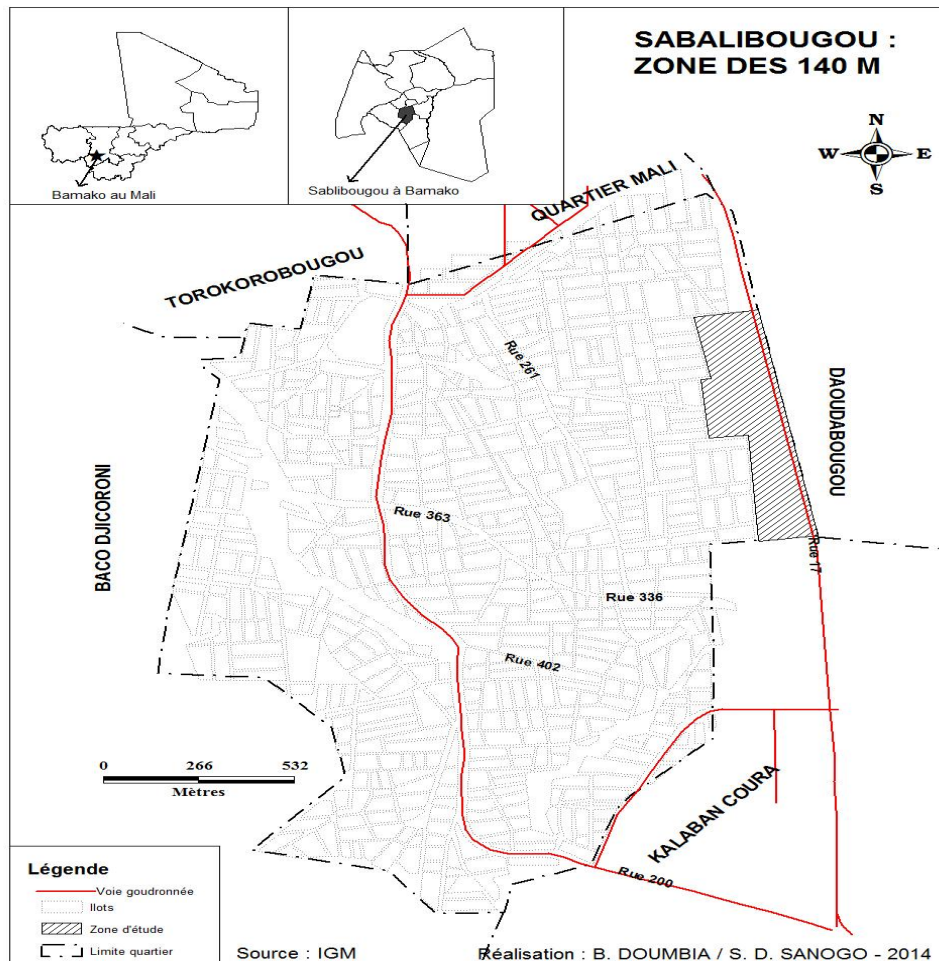 SABALIBOUGOU :
ZONE DES 140 M
Bamako au Mali
Sablibougou à Bamako
N
W
E
S
QUARTIER MALI
TOROKOROBOUGOU
Rue 261
DAOUDABOUGOU
BACO DJICORONI
Rue 363
Rue 17
Rue 336
Rue 402
0 266 532
Mètres
KALABAN COURA
Rue 200
Légende
Voie goudronnée
Ilots
Zone d'étude
Limite quartier
Source : IGM
Réalisation : B. DOUMBIA / S. D. SANOGO - 2014